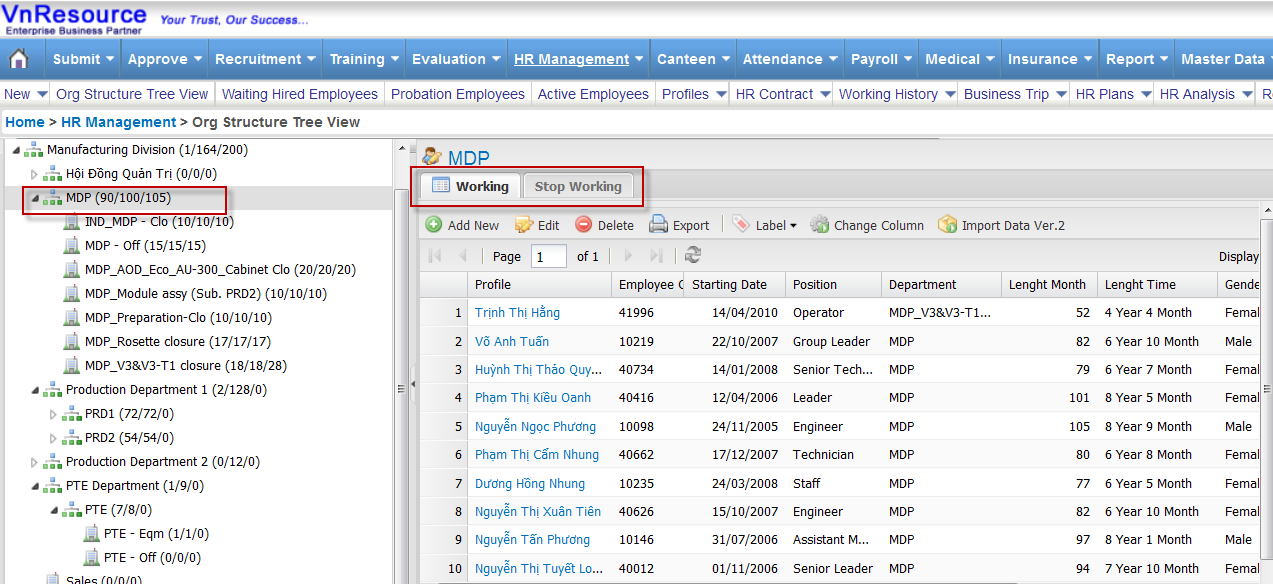 VnResource Your Trust, Our Success...
Enterprise Business Partner
Submit Approve Recruitment Training Evaluation HR Management Canteen Attendance Payroll Medical Insurance Report Master Data
New Org Structure Tree View Waiting Hired Employees Probation Employees Active Employees Profiles HR Contract Working History Business Trip HR Plans HR Analysis R
Home > HR Management > Org Structure Tree View
Manufacturing Division (1/164/200)
Hội Đồng Quản Trị (0/0/0)
MDP (90/100/105)
IND_MDP - Clo (10/10/10)
MDP - Off (15/15/15)
MDP_AOD_Eco_AU-300_Cabinet Clo (20/20/20)
MDP_Module assy (Sub. PRD2) (10/10/10)
MDP_Preparation-Clo (10/10/10)
MDP_Rosette closure (17/17/17)
MDP_V3&V3-T1 closure (18/18/28)
Production Department 1 (2/128/0)
PRD1 (72/72/0)
PRD2 (54/54/0)
Production Department 2 (0/12/0)
PTE Department (1/9/0)
PTE (7/8/0)
PTE - Eqm (1/1/0)
PTE - Off (0/0/0)
Sales (0/0/0)
MDP
Working Stop Working
Add New Edit Delete Export Label Change Column Import Data Ver.2
Page 1 of 1 Display
Profile Employee C Starting Date Position Department Lenght Month Lenght Time Gende
1 Trịnh Thị Hằng 41996 14/04/2010 Operator MDP_V3&V3-T1... 52 4 Year 4 Month Femal
2 Võ Anh Tuấn 10219 22/10/2007 Group Leader MDP 82 6 Year 10 Month Male
3 Huỳnh Thị Thảo Quy... 40734 14/01/2008 Senior Tech... MDP 79 6 Year 7 Month Femal
4 Phạm Thị Kiều Oanh 40416 12/04/2006 Leader MDP 101 8 Year 5 Month Femal
5 Nguyễn Ngọc Phương 10098 24/11/2005 Engineer MDP 105 8 Year 9 Month Male
6 Phạm Thị Cẩm Nhung 40662 17/12/2007 Technician MDP 80 6 Year 8 Month Femal
7 Dương Hồng Nhung 10235 24/03/2008 Staff MDP 77 6 Year 5 Month Femal
8 Nguyễn Thị Xuân Tiên 40626 15/10/2007 Engineer MDP 82 6 Year 10 Month Femal
9 Nguyễn Tấn Phương 10146 31/07/2006 Assistant M... MDP 97 8 Year 1 Month Male
10 Nguyễn Thị Tuyết Lo... 40012 01/11/2006 Senior Leader MDP 94 7 Year 10 Month Femal